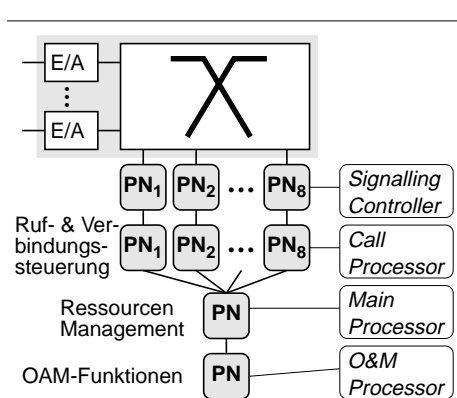 E/A
E/A
PN1 PN2 ... PN8
Signalling
Controller
Ruf- & Ver-
bindungs-
steuerung
PN1 PN2 ... PN8
Call
Processor
Ressourcen
Management
PN
Main
Processor
OAM-Funktionen
PN
O&M
Processor